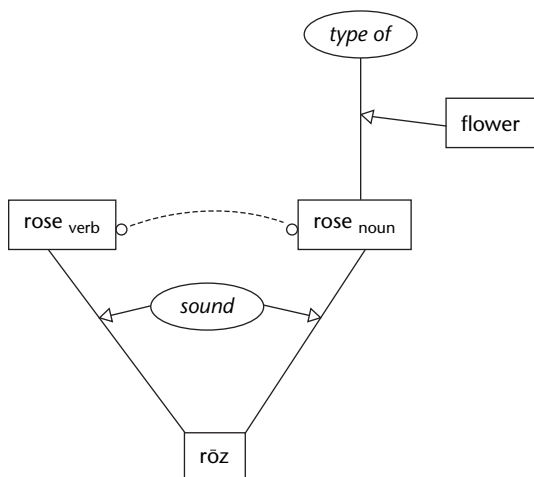 type of
flower
rose verb
rose noun
sound
rōz